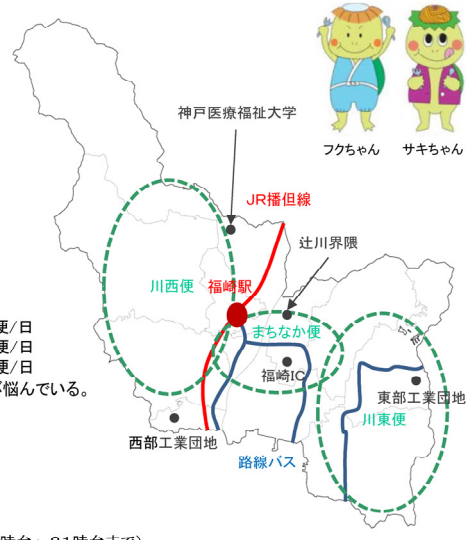 フクちゃん
サキちゃん
神戸医療福祉大学
JR播但線
辻川界隈
川西便
福崎駅
便/日
便/日
便/日
まちなか便
福崎IC
悩んでいる。
東部工業団地
川東便
西部工業団地
路線バス
時台～21時台まで)